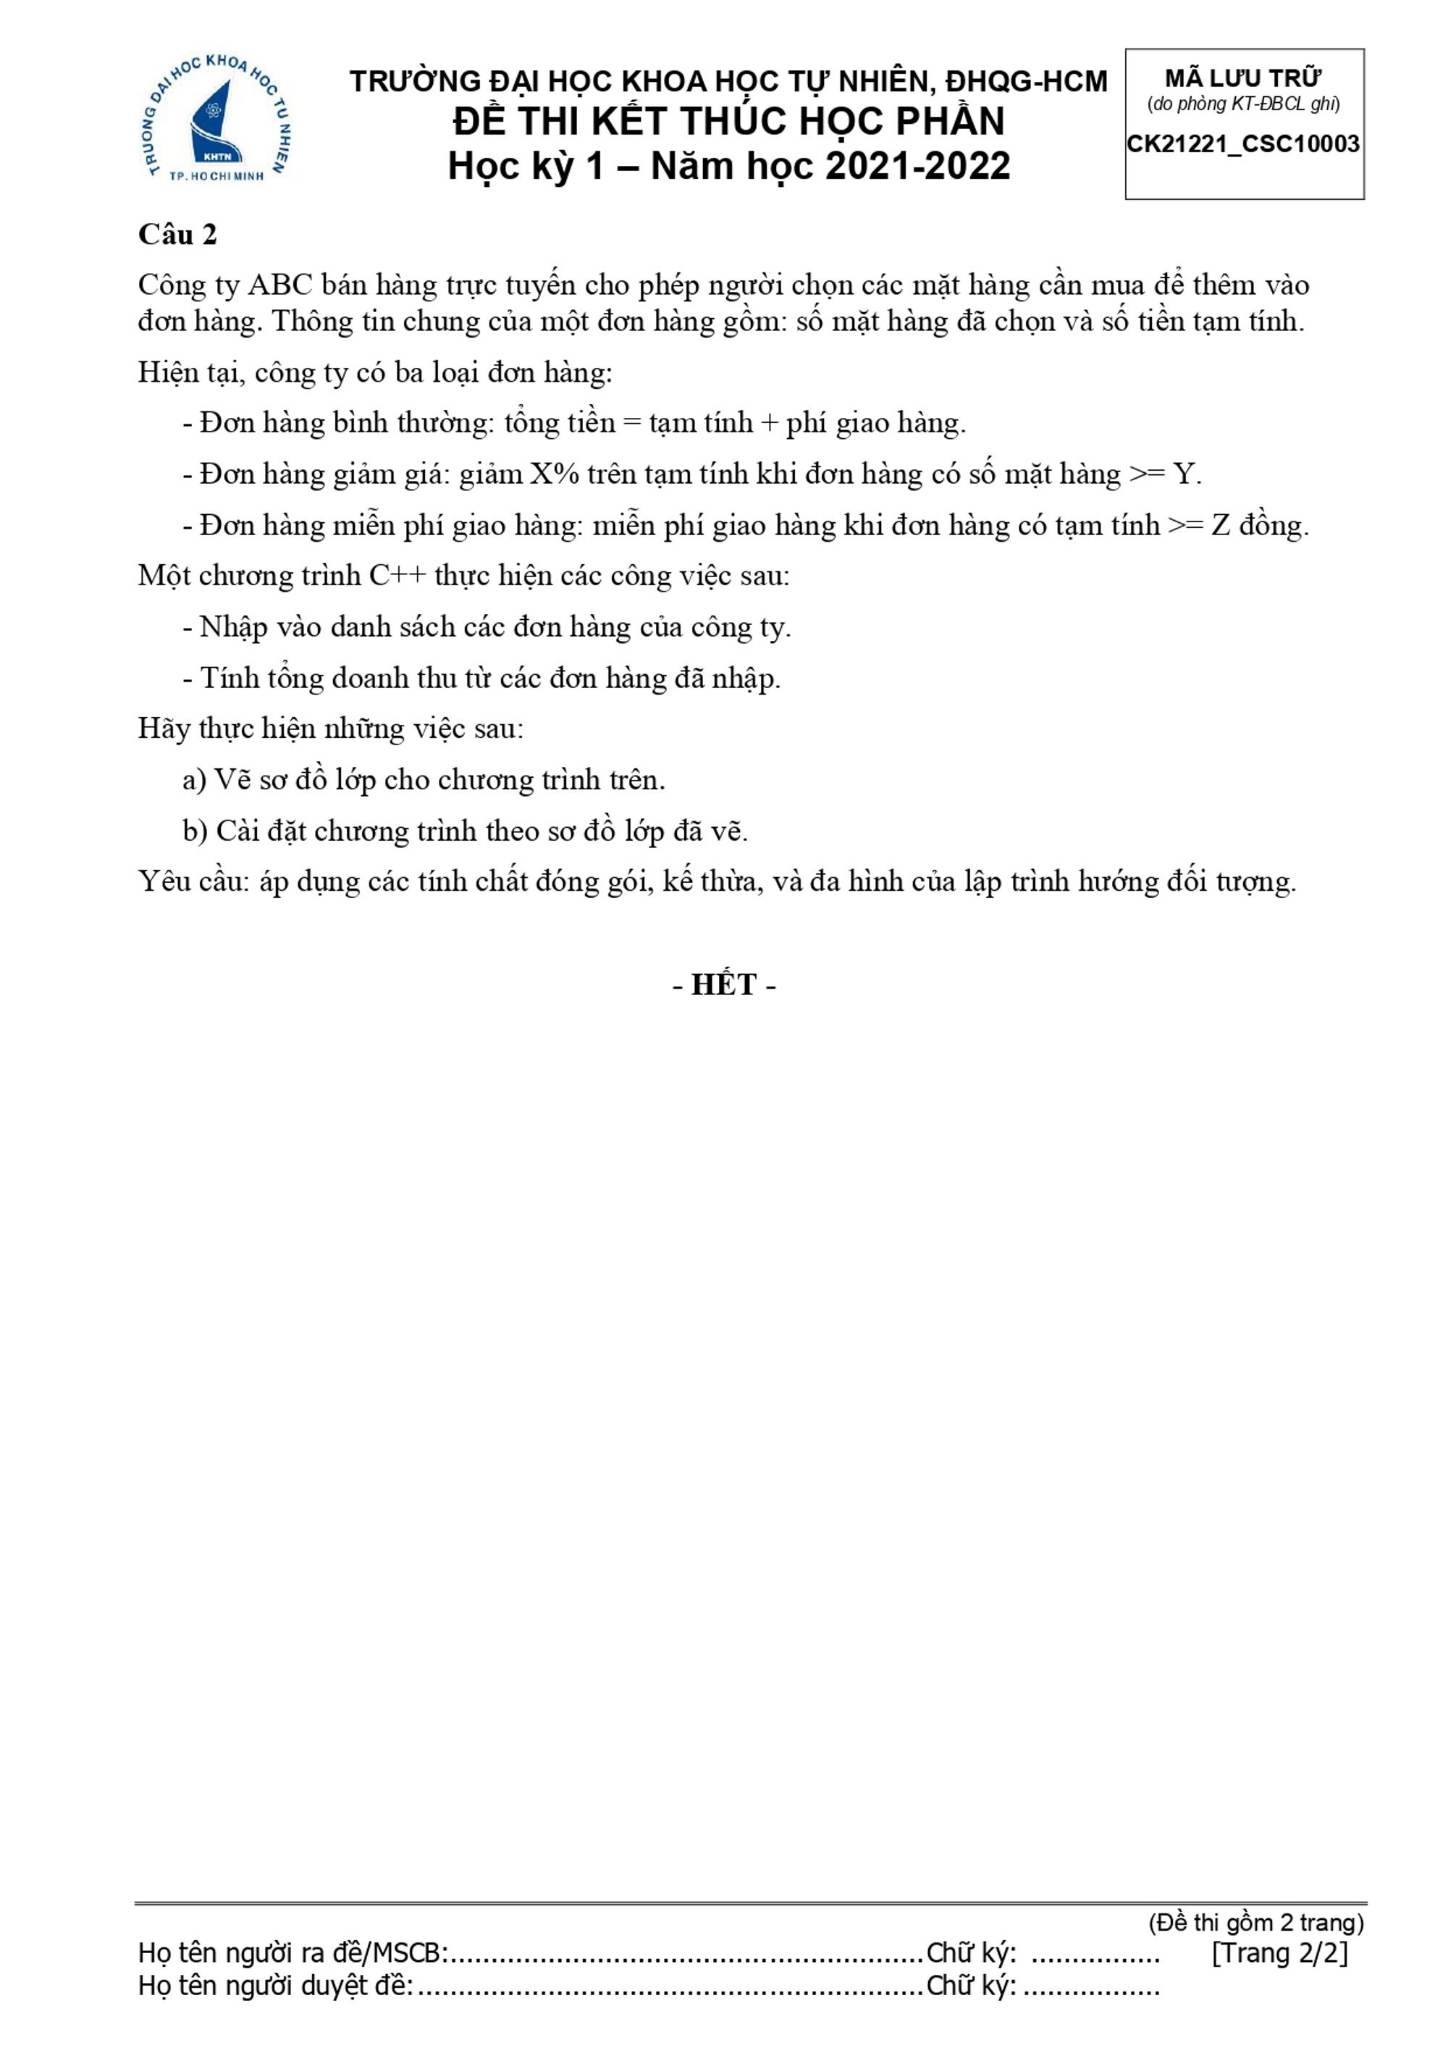 TRƯỜNG ĐẠI HỌC KHOA HỌC TỰ NHIÊN
KHTN
TP. HO CHI MINH
TRƯỜNG ĐẠI HỌC KHOA HỌC TỰ NHIÊN, ĐHQG-HCM
ĐỀ THI KẾT THÚC HỌC PHẦN
Học kỳ 1 – Năm học 2021-2022
MÃ LƯU TRỮ
(do phòng KT-ĐBCL ghi)
CK21221_CSC10003
Câu 2
Công ty ABC bán hàng trực tuyến cho phép người chọn các mặt hàng cần mua để thêm vào
đơn hàng. Thông tin chung của một đơn hàng gồm: số mặt hàng đã chọn và số tiền tạm tính.
Hiện tại, công ty có ba loại đơn hàng:
- Đơn hàng bình thường: tổng tiền = tạm tính + phí giao hàng.
- Đơn hàng giảm giá: giảm X% trên tạm tính khi đơn hàng có số mặt hàng >= Y.
- Đơn hàng miễn phí giao hàng: miễn phí giao hàng khi đơn hàng có tạm tính >= Z đồng.
Một chương trình C++ thực hiện các công việc sau:
- Nhập vào danh sách các đơn hàng của công ty.
- Tính tổng doanh thu từ các đơn hàng đã nhập.
Hãy thực hiện những việc sau:
a) Vẽ sơ đồ lớp cho chương trình trên.
b) Cài đặt chương trình theo sơ đồ lớp đã vẽ.
Yêu cầu: áp dụng các tính chất đóng gói, kế thừa, và đa hình của lập trình hướng đối tượng.
- HẾT -
(Đề thi gồm 2 trang)
Họ tên người ra đề/MSCB:..........................................................Chữ ký: ................ [Trang 2/2]
Họ tên người duyệt đề:..............................................................Chữ ký: .................